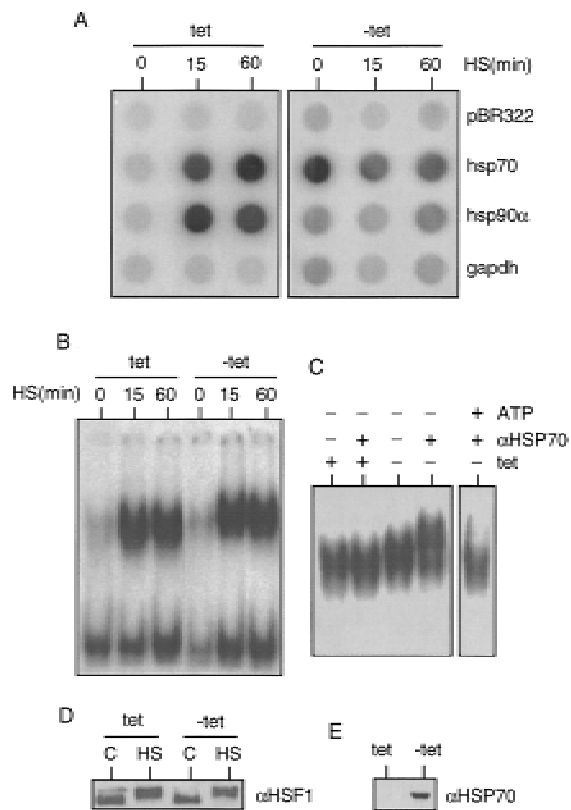 A
tet
-tet
0 15 60 0 15 60 HS(min)
pBR322
hsp70
hsp90α
gapdh
B
tet
-tet
HS(min) 0 15 60 0 15 60
C
- - - - + ATP
- + - + + αHSP70
+ + - - - tet
D
tet
-tet
C HS C HS
αHSF1
E
tet
-tet
αHSP70